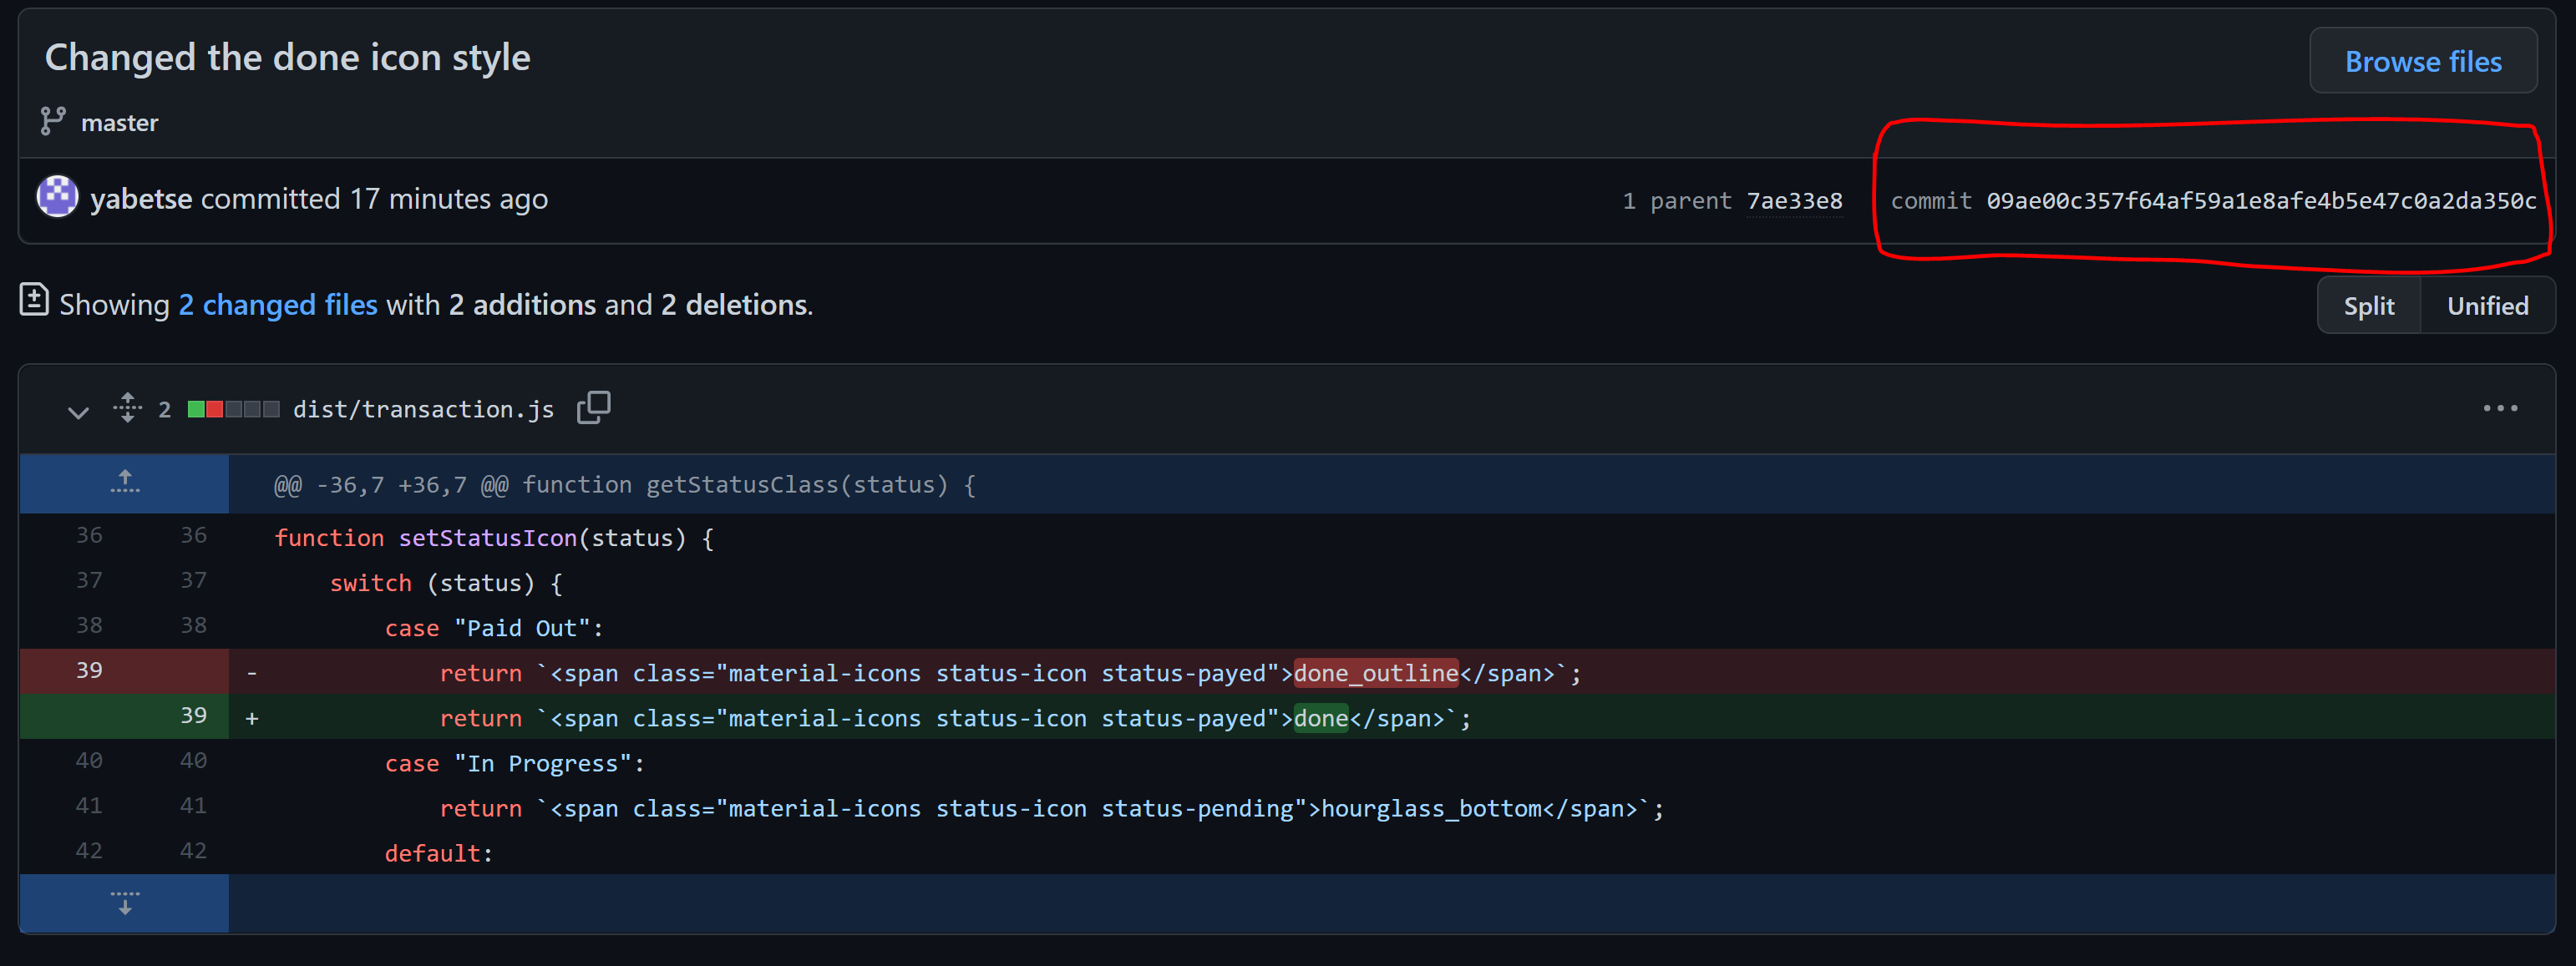 Changed the done icon style
Browse files
master
yabetse committed 17 minutes ago
1 parent 7ae33e8 commit 09ae00c357f64af59a1e8afe4b5e47c0a2da350c
Showing 2 changed files with 2 additions and 2 deletions.
Split Unified
2 dist/transaction.js
@@ -36,7 +36,7 @@ function getStatusClass(status) {
36 36 function setStatusIcon(status) {
37 37 switch (status) {
38 38 case "Paid Out":
39 - return `<span class="material-icons status-icon status-payed">done_outline</span>`;
39 + return `<span class="material-icons status-icon status-payed">done</span>`;
40 40 case "In Progress":
41 41 return `<span class="material-icons status-icon status-pending">hourglass_bottom</span>`;
42 42 default: